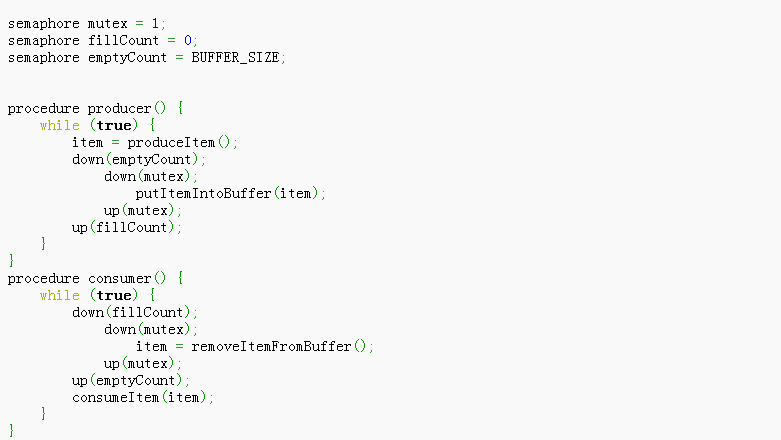 semaphore mutex = 1;
semaphore fillCount = 0;
semaphore emptyCount = BUFFER_SIZE;
procedure producer() {
while (true) {
item = produceItem();
down(emptyCount);
down(mutex);
putItemIntoBuffer(item);
up(mutex);
up(fillCount);
}
}
procedure consumer() {
while (true) {
down(fillCount);
down(mutex);
item = removeItemFromBuffer();
up(mutex);
up(emptyCount);
consumeItem(item);
}
}